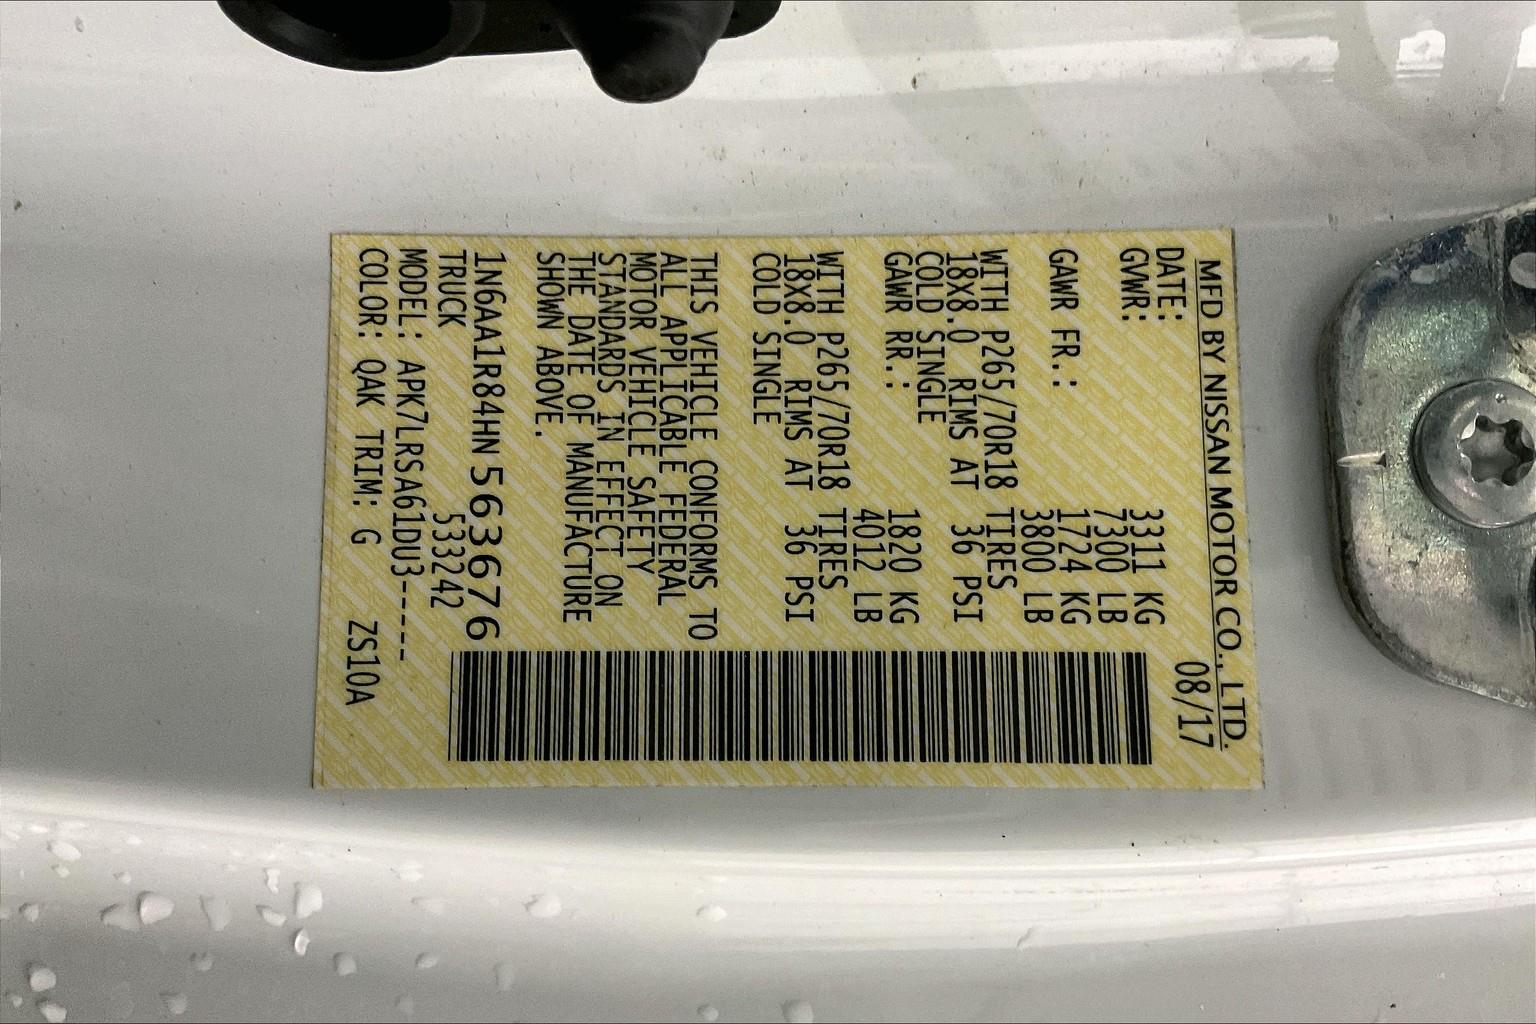 MFD BY NISSAN MOTOR CO., LTD.
DATE: 08/17
GVWR: 3311 KG
7300 LB
GAWR FR.: 1724 KG
3800 LB
WITH P265/70R18 TIRES
18X8.0 RIMS AT 36 PSI
COLD SINGLE
GAWR RR.: 1820 KG
4012 LB
WITH P265/70R18 TIRES
18X8.0 RIMS AT 36 PSI
COLD SINGLE
THIS VEHICLE CONFORMS TO
ALL APPLICABLE FEDERAL
MOTOR VEHICLE SAFETY
STANDARDS IN EFFECT ON
THE DATE OF MANUFACTURE
SHOWN ABOVE.
1N6AA1R84HN563676
TRUCK 533242
MODEL: APK7LRSA61DU3-----
COLOR: QAK TRIM: G ZS10A